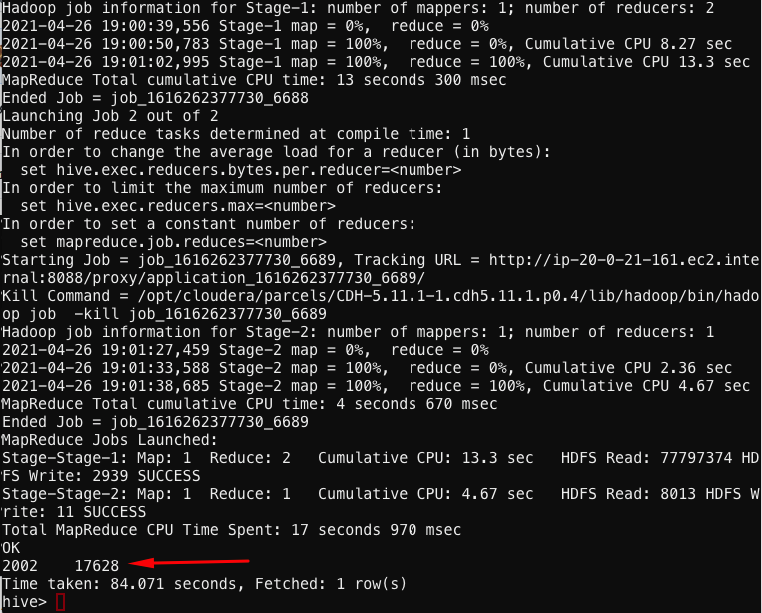 Hadoop job information for Stage-1: number of mappers: 1; number of reducers: 2
2021-04-26 19:00:39,556 Stage-1 map = 0%,  reduce = 0%
2021-04-26 19:00:50,783 Stage-1 map = 100%,  reduce = 0%, Cumulative CPU 8.27 sec
2021-04-26 19:01:02,995 Stage-1 map = 100%,  reduce = 100%, Cumulative CPU 13.3 sec
MapReduce Total cumulative CPU time: 13 seconds 300 msec
Ended Job = job_1616262377730_6688
Launching Job 2 out of 2
Number of reduce tasks determined at compile time: 1
In order to change the average load for a reducer (in bytes):
  set hive.exec.reducers.bytes.per.reducer=<number>
In order to limit the maximum number of reducers:
  set hive.exec.reducers.max=<number>
In order to set a constant number of reducers:
  set mapreduce.job.reduces=<number>
Starting Job = job_1616262377730_6689, Tracking URL = http://ip-20-0-21-161.ec2.inte
rnal:8088/proxy/application_1616262377730_6689/
Kill Command = /opt/cloudera/parcels/CDH-5.11.1-1.cdh5.11.1.p0.4/lib/hadoop/bin/hado
op job  -kill job_1616262377730_6689
Hadoop job information for Stage-2: number of mappers: 1; number of reducers: 1
2021-04-26 19:01:27,459 Stage-2 map = 0%,  reduce = 0%
2021-04-26 19:01:33,588 Stage-2 map = 100%,  reduce = 0%, Cumulative CPU 2.36 sec
2021-04-26 19:01:38,685 Stage-2 map = 100%,  reduce = 100%, Cumulative CPU 4.67 sec
MapReduce Total cumulative CPU time: 4 seconds 670 msec
Ended Job = job_1616262377730_6689
MapReduce Jobs Launched:
Stage-Stage-1: Map: 1  Reduce: 2   Cumulative CPU: 13.3 sec   HDFS Read: 77797374 HD
FS Write: 2939 SUCCESS
Stage-Stage-2: Map: 1  Reduce: 1   Cumulative CPU: 4.67 sec   HDFS Read: 8013 HDFS W
rite: 11 SUCCESS
Total MapReduce CPU Time Spent: 17 seconds 970 msec
OK
2002    17628
Time taken: 84.071 seconds, Fetched: 1 row(s)
hive>